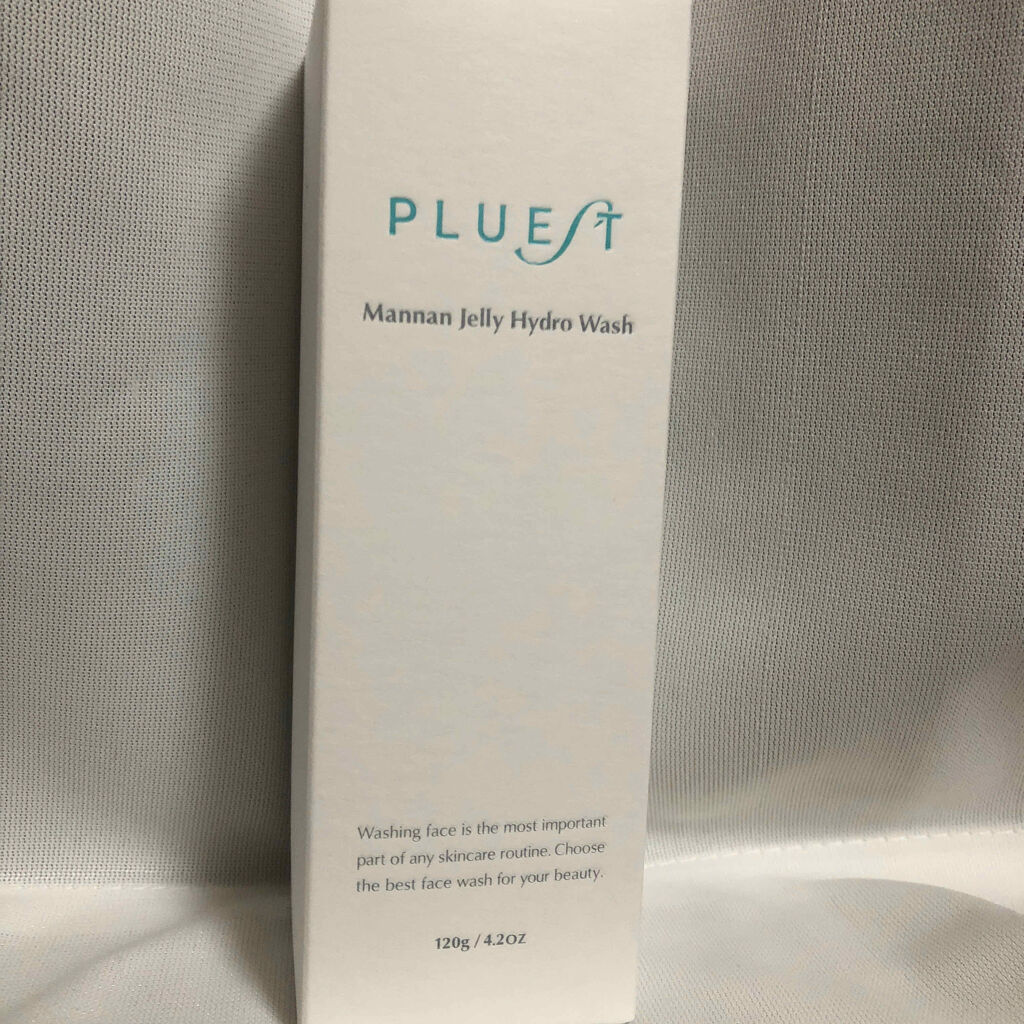 PLUEST
Mannan Jelly Hydro Wash
Washing face is the most important
part of any skincare routine. Choose
the best face wash for your beauty.
120g / 4.2OZ